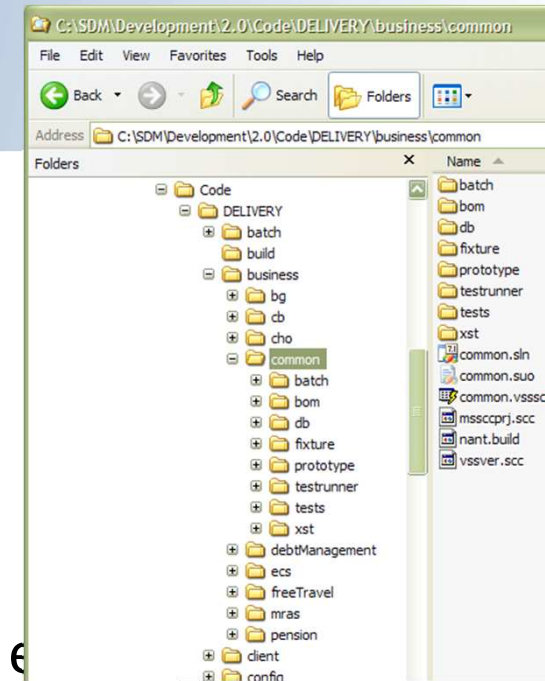 C:\SDM\Development\2.0\Code\DELIVERY\business\common
File Edit View Favorites Tools Help
Back Search Folders
Address C:\SDM\Development\2.0\Code\DELIVERY\business\common
Folders
Code
DELIVERY
batch
build
business
bg
cb
cho
common
batch
bom
db
fixture
prototype
testrunner
tests
xst
debtManagement
ecs
freeTravel
mras
pension
client
config
Name
batch
bom
db
fixture
prototype
testrunner
tests
xst
common.sln
common.suo
common.vsssc
mssccprj.scc
nant.build
vssver.scc